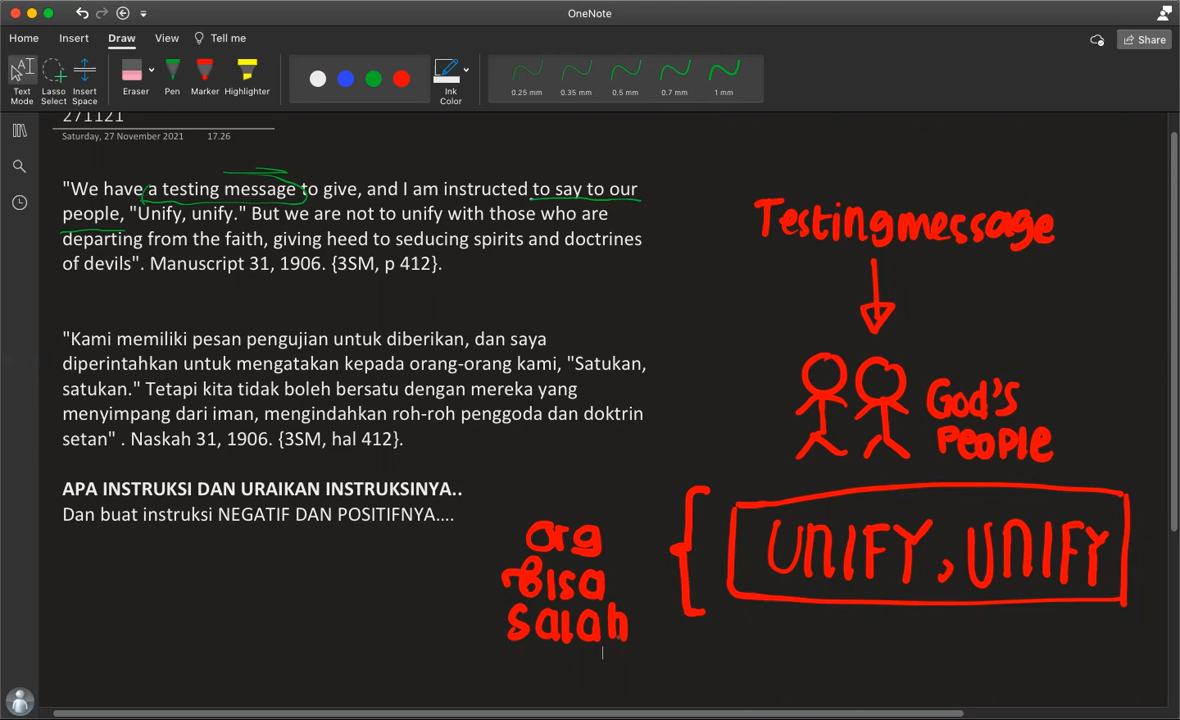 OneNote
Home Insert Draw View Tell me
Share
Text Mode
Lasso Select
Insert Space
Eraser
Pen
Marker
Highlighter
Ink Color
0.25 mm 0.35 mm 0.5 mm 0.7 mm 1 mm
271121
Saturday, 27 November 2021 17.26
"We have a testing message to give, and I am instructed to say to our
people, "Unify, unify." But we are not to unify with those who are
departing from the faith, giving heed to seducing spirits and doctrines
of devils". Manuscript 31, 1906. {3SM, p 412}.
"Kami memiliki pesan pengujian untuk diberikan, dan saya
diperintahkan untuk mengatakan kepada orang-orang kami, "Satukan,
satukan." Tetapi kita tidak boleh bersatu dengan mereka yang
menyimpang dari iman, mengindahkan roh-roh penggoda dan doktrin
setan" . Naskah 31, 1906. {3SM, hal 412}.
APA INSTRUKSI DAN URAIKAN INSTRUKSINYA..
Dan buat instruksi NEGATIF DAN POSITIFNYA....
Testing message
God's
PEOPLE
UNIFY, UNIFY
org
Bisa
salah